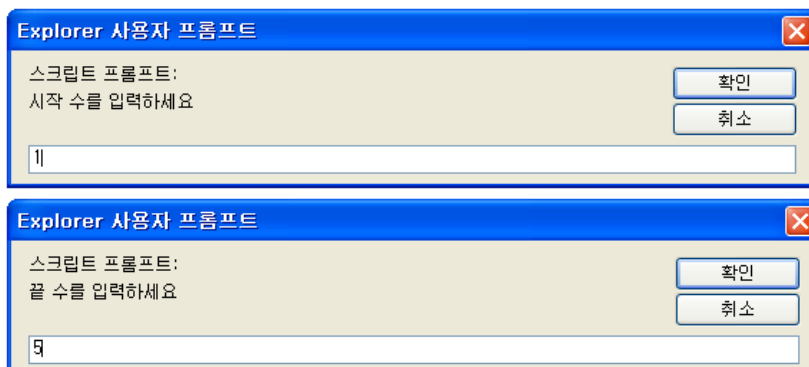 Explorer 사용자 프롬프트
스크립트 프롬프트:
시작 수를 입력하세요
확인
취소
1
Explorer 사용자 프롬프트
스크립트 프롬프트:
끝 수를 입력하세요
확인
취소
5